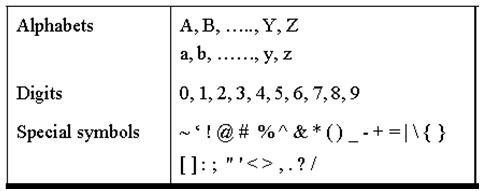 Alphabets A, B, ....., Y, Z
a, b, ......, y, z
Digits 0, 1, 2, 3, 4, 5, 6, 7, 8, 9
Special symbols ~ ‘ ! @ # % ^ & * ( ) _ - + = | \ { }
[ ] : ; " ' < > , . ? /